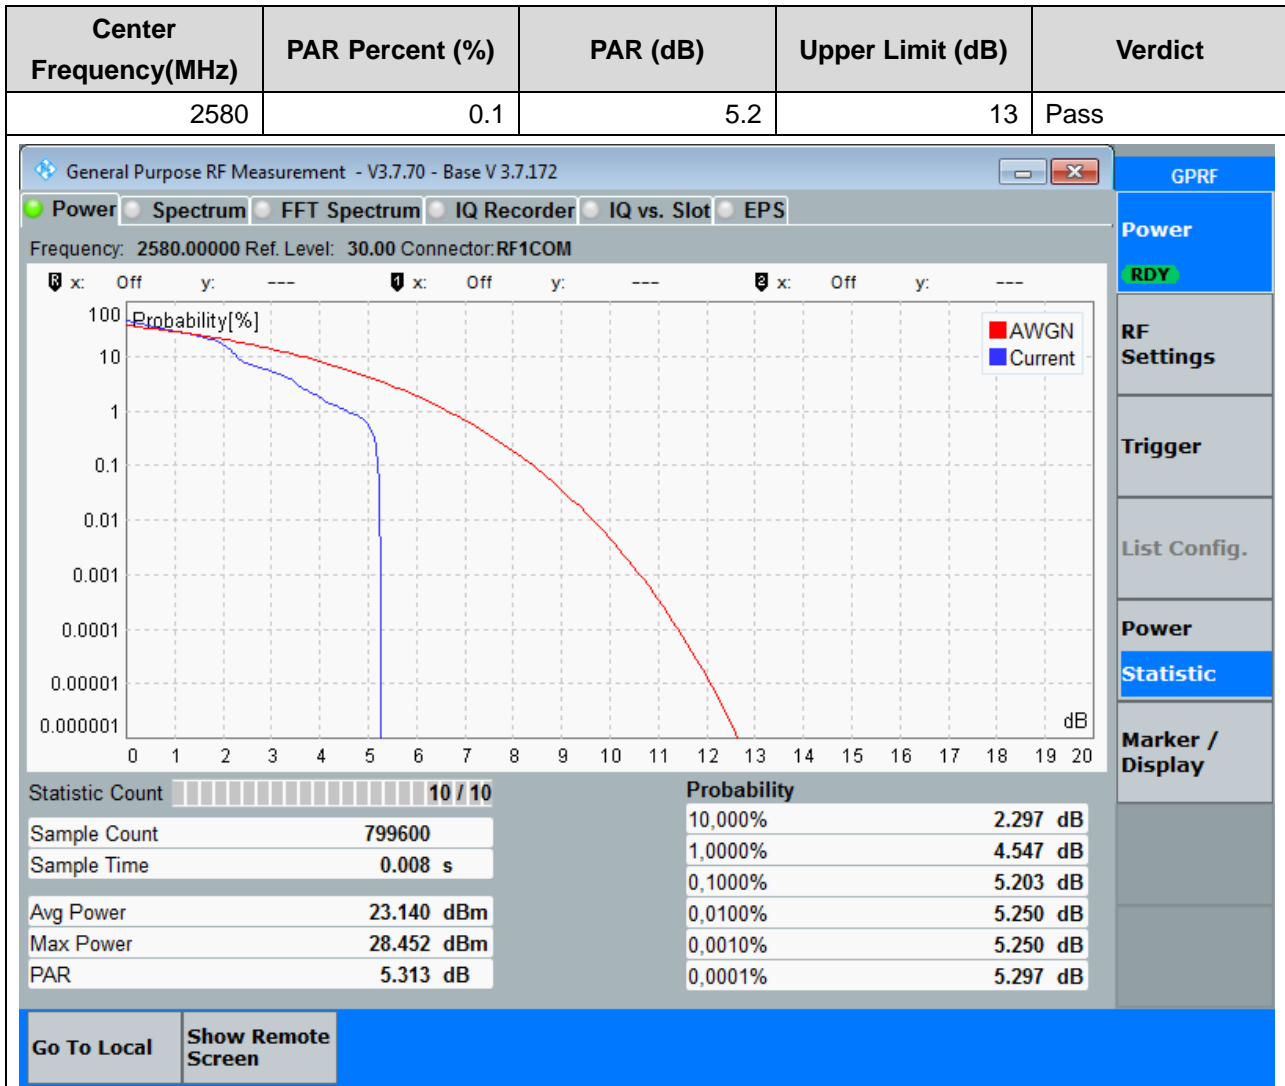 Center Frequency(MHz) PAR Percent (%) PAR (dB) Upper Limit (dB) Verdict
2580 0.1 5.2 13 Pass
General Purpose RF Measurement - V3.7.70 - Base V 3.7.172
GPRF
Power Spectrum FFT Spectrum IQ Recorder IQ vs. Slot EPS
Frequency: 2580.00000 Ref. Level: 30.00 Connector: RF1COM
R x: Off y: --- 1 x: Off y: --- 2 x: Off y: ---
Probability[%]
AWGN
Current
100
10
1
0.1
0.01
0.001
0.0001
0.00001
0.000001
dB
0 1 2 3 4 5 6 7 8 9 10 11 12 13 14 15 16 17 18 19 20
Statistic Count 10 / 10
Sample Count 799600
Sample Time 0.008 s
Avg Power 23.140 dBm
Max Power 28.452 dBm
PAR 5.313 dB
Probability
10,000% 2.297 dB
1,0000% 4.547 dB
0,1000% 5.203 dB
0,0100% 5.250 dB
0,0010% 5.250 dB
0,0001% 5.297 dB
Power
RDY
RF
Settings
Trigger
List Config.
Power
Statistic
Marker /
Display
Go To Local
Show Remote
Screen